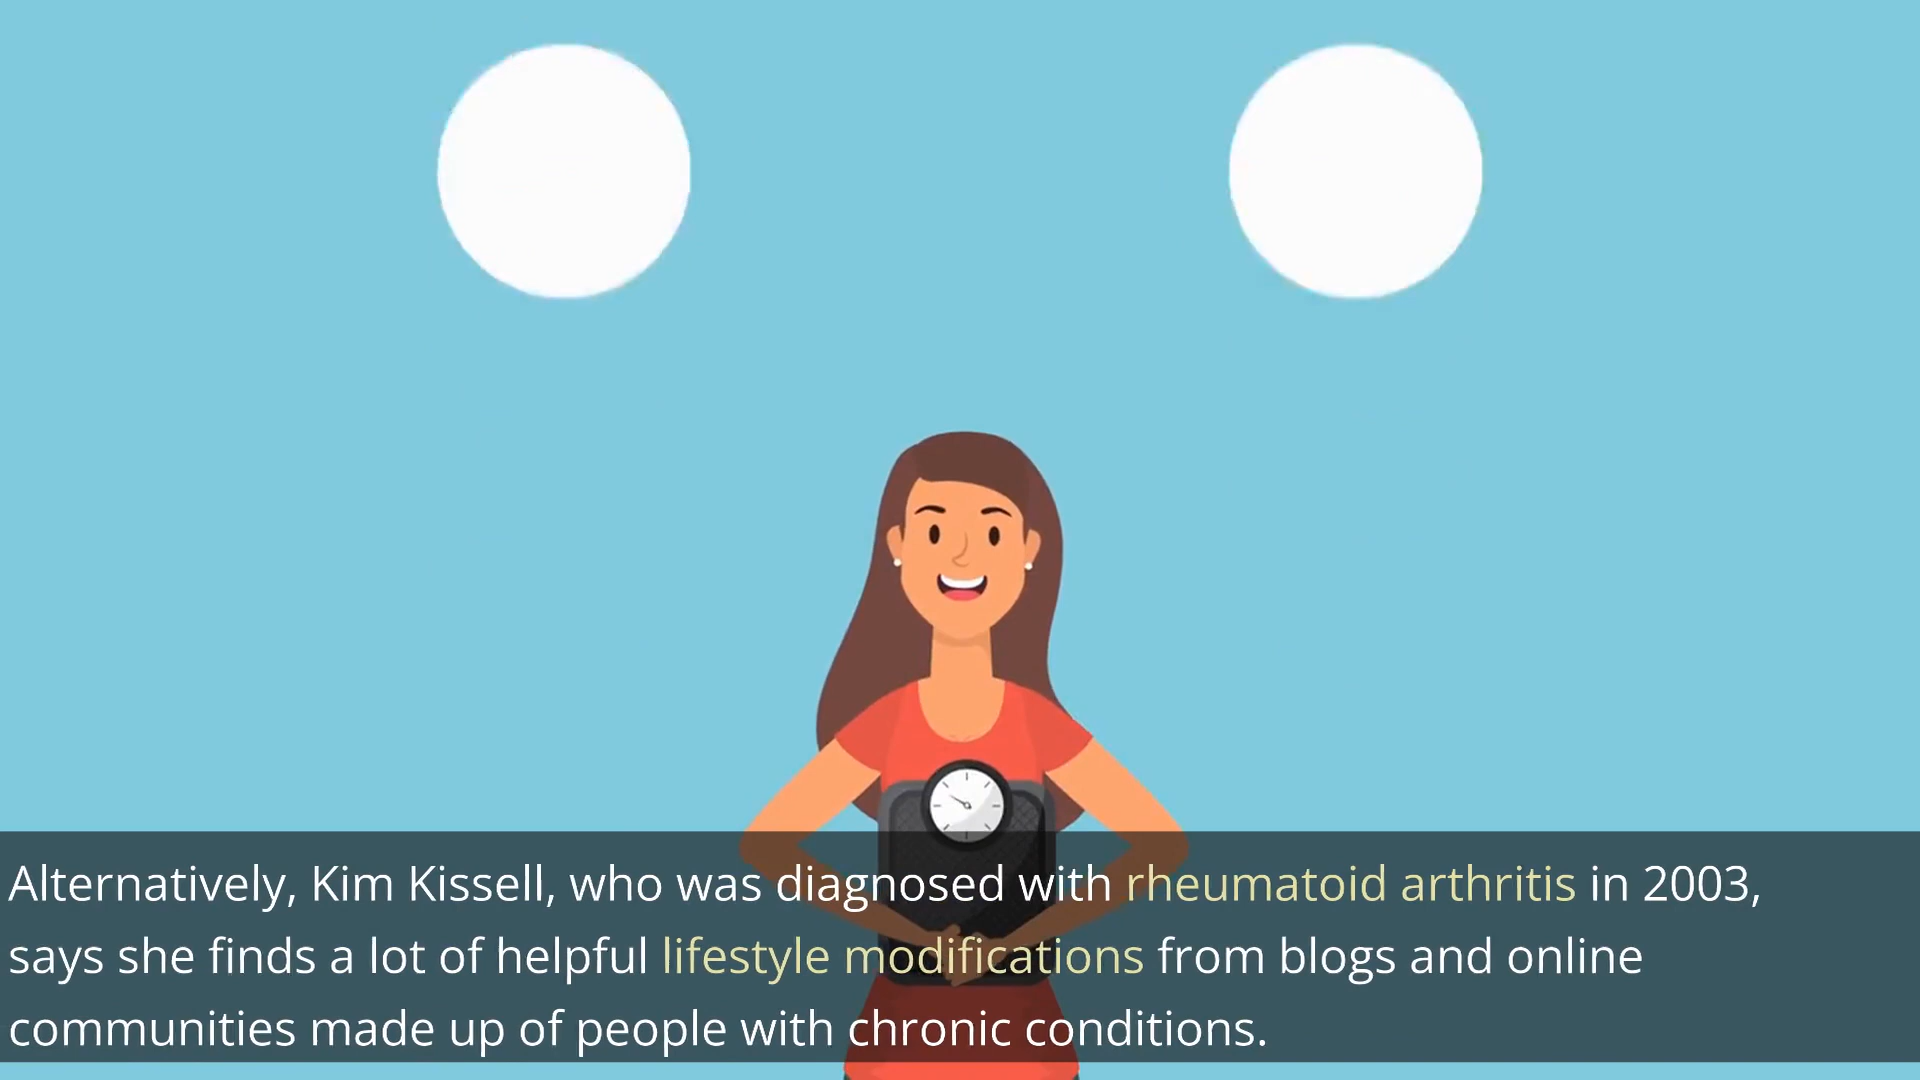 Alternatively, Kim Kissell, who was diagnosed with rheumatoid arthritis in 2003,
says she finds a lot of helpful lifestyle modifications from blogs and online
communities made up of people with chronic conditions.